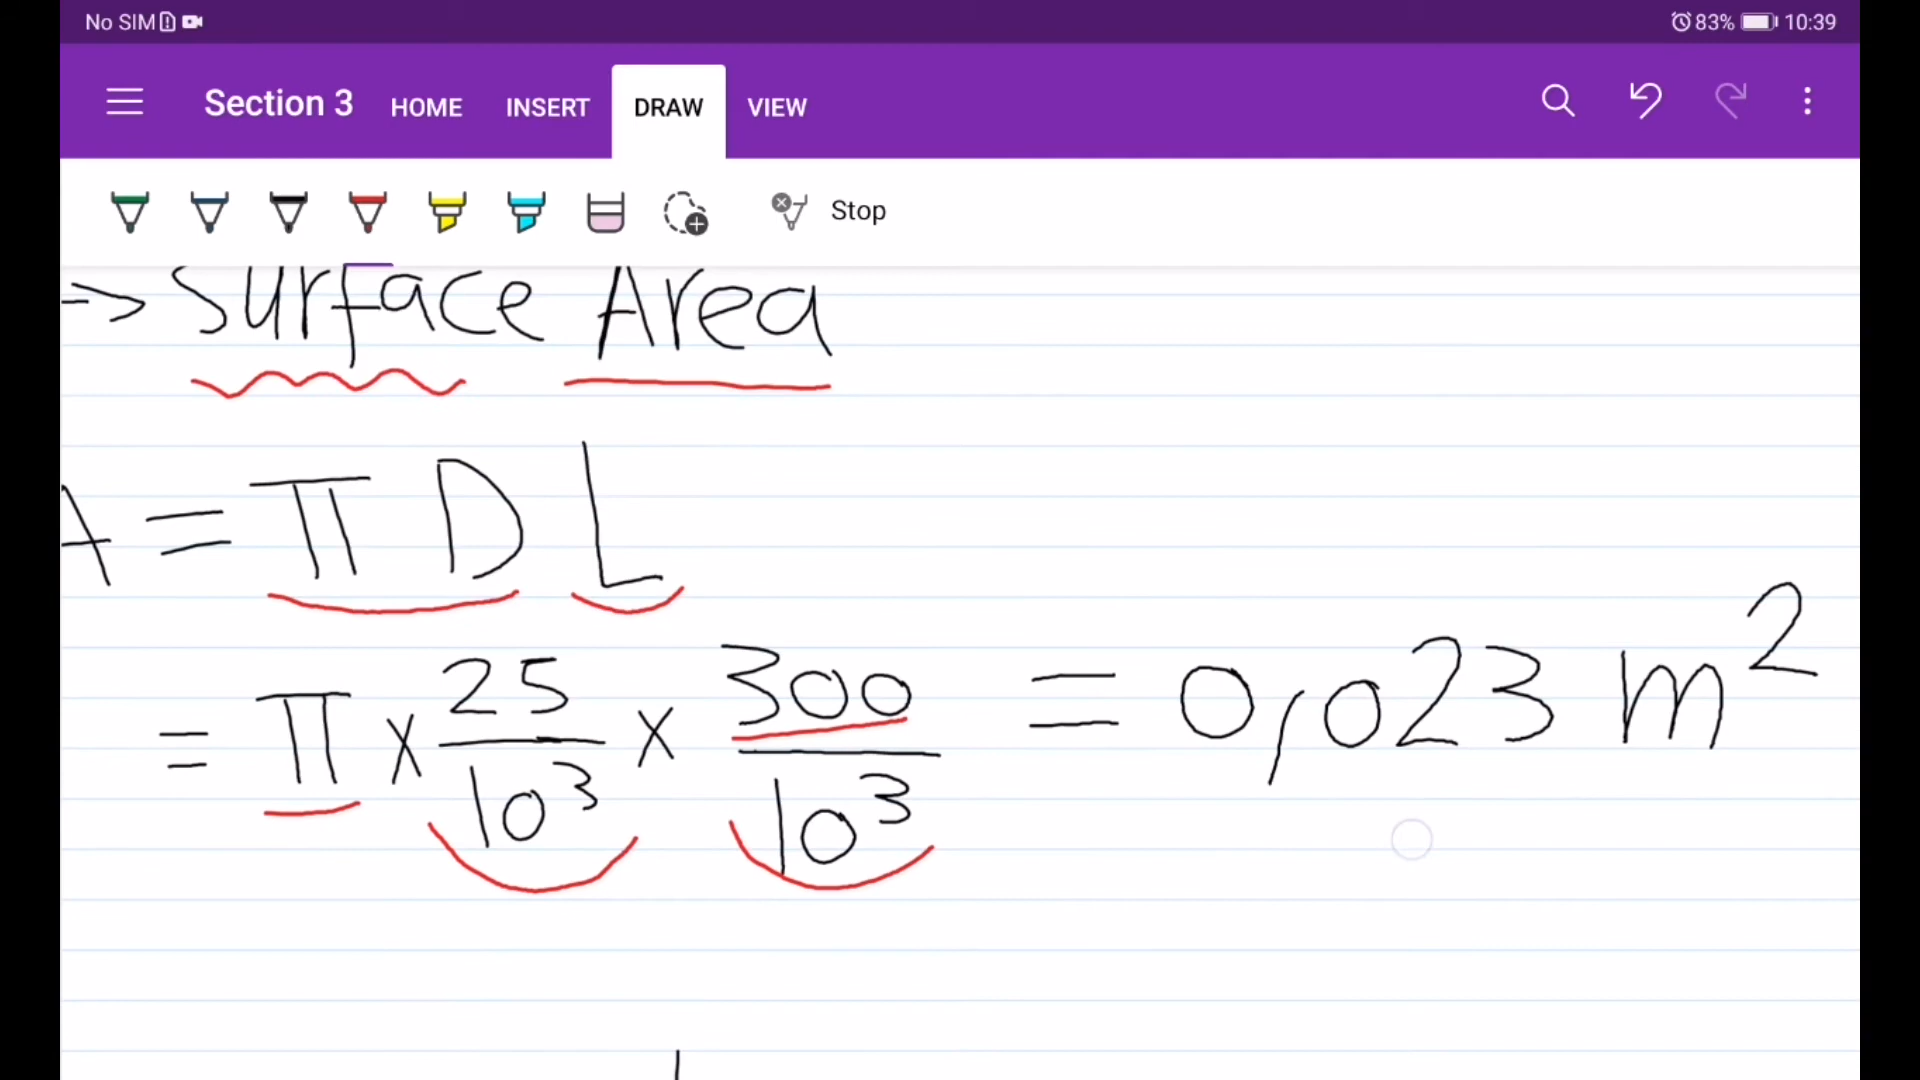 No SIM 83% 10:39
Section 3 HOME INSERT DRAW VIEW
Stop
-> Surface Area
A = π D L
= π x 25/10³ x 300/10³ = 0,023 m²